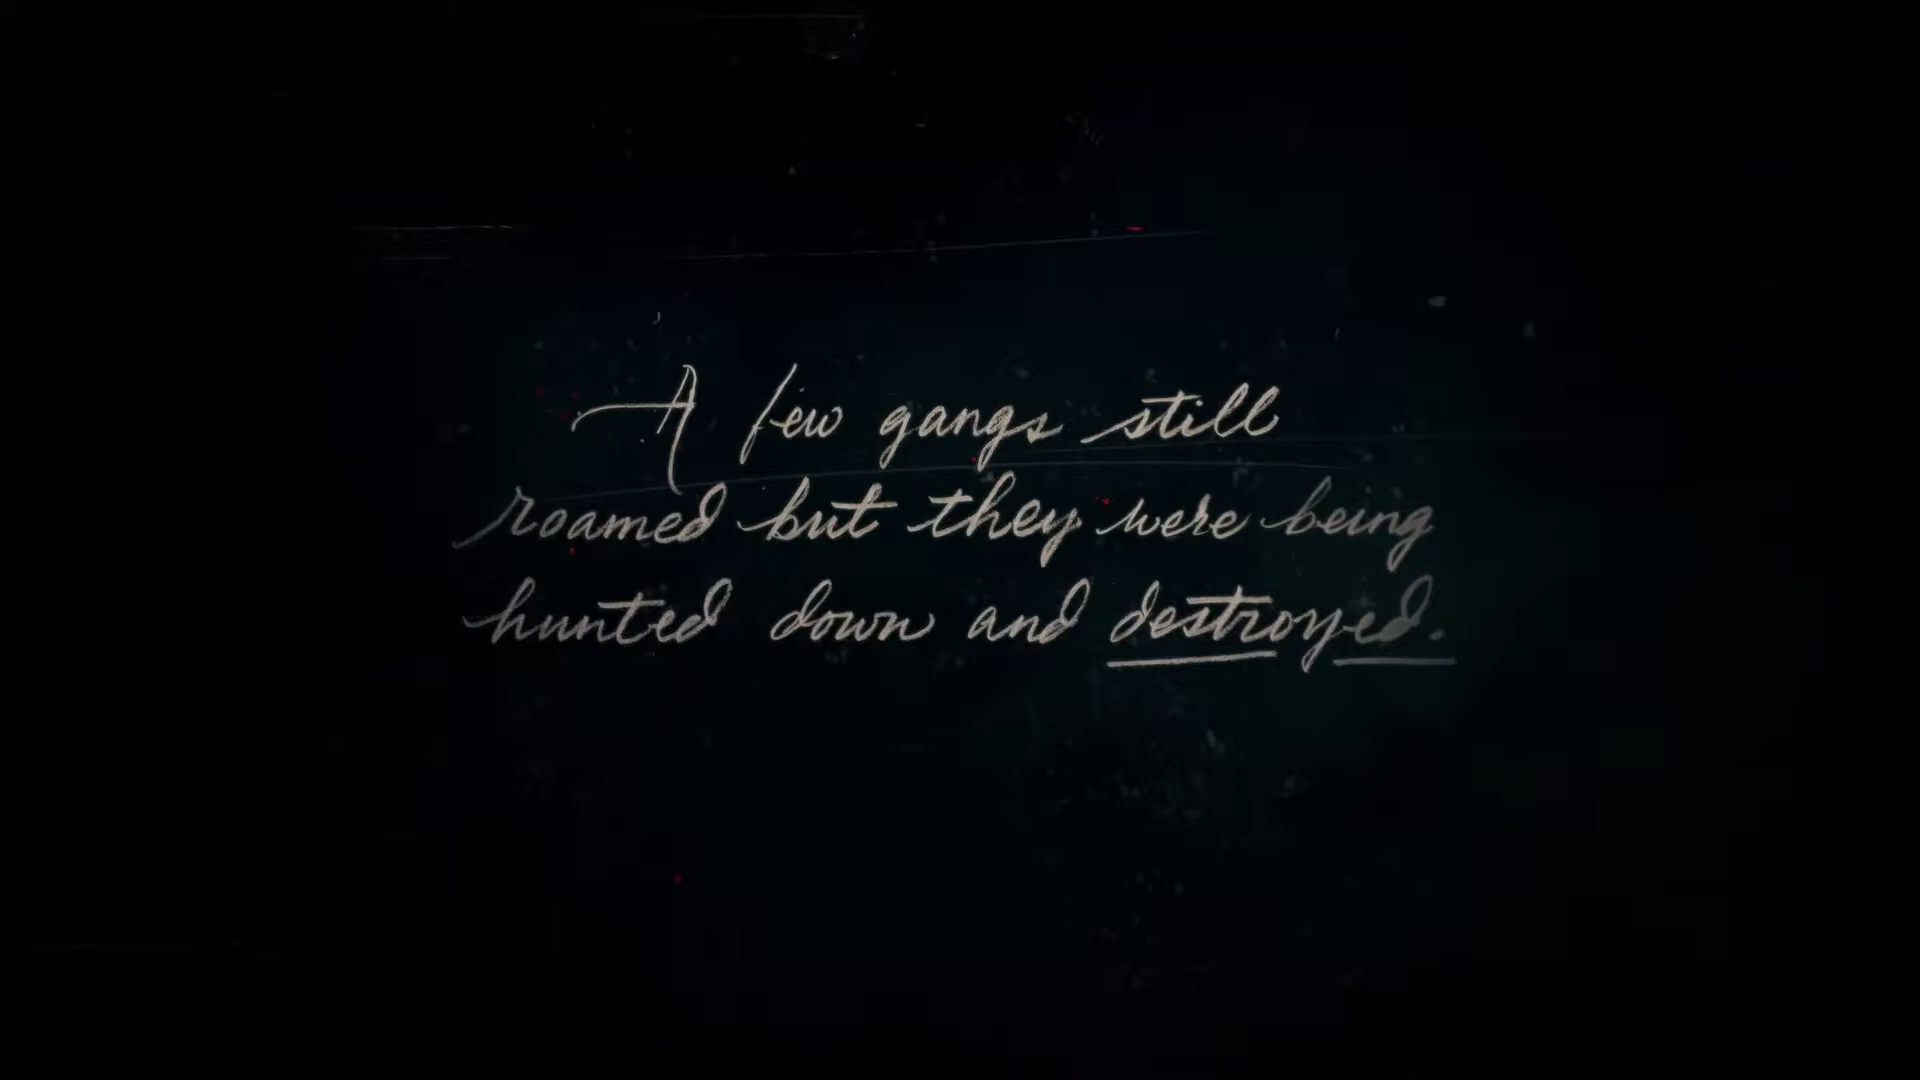 A few gangs still
roamed but they were being
hunted down and destroyed.